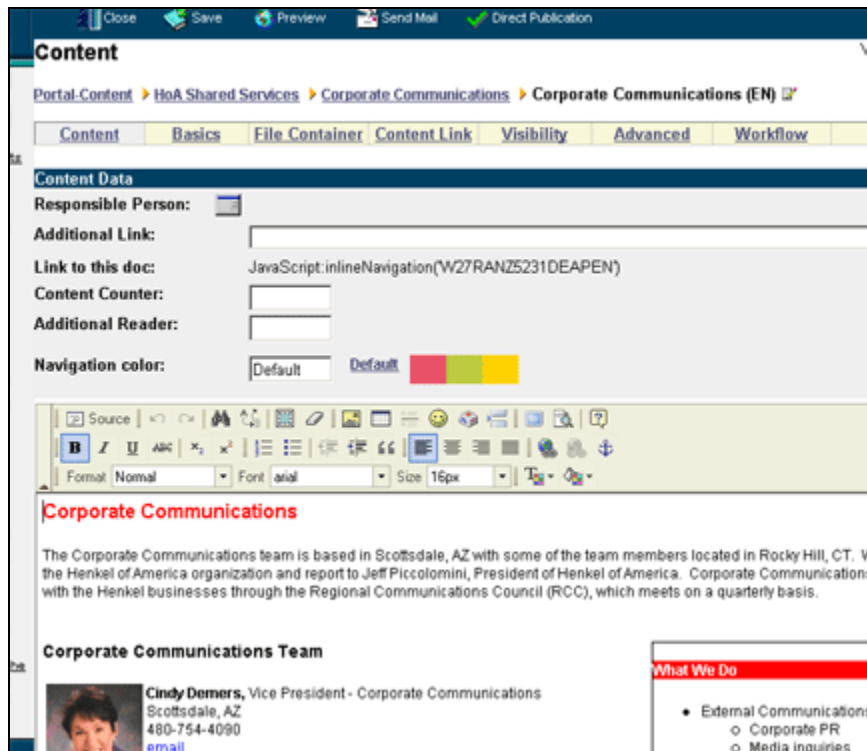 Close Save Preview Send Mail Direct Publication
Content
Portal-Content HoA Shared Services Corporate Communications Corporate Communications (EN)
Content Basics File Container Content Link Visibility Advanced Workflow
Content Data
Responsible Person:
Additional Link:
Link to this doc: JavaScript:inlineNavigation('W27RANZ5231DEAPEN')
Content Counter:
Additional Reader:
Navigation color: Default Default
Source
B I U ABC x2 x2
Format Normal Font arial Size 16px
Corporate Communications
The Corporate Communications team is based in Scottsdale, AZ with some of the team members located in Rocky Hill, CT.
the Henkel of America organization and report to Jeff Piccolomini, President of Henkel of America. Corporate Communications
with the Henkel businesses through the Regional Communications Council (RCC), which meets on a quarterly basis.
Corporate Communications Team
What We Do
Cindy Demers, Vice President - Corporate Communications
Scottsdale, AZ
480-754-4090
email
• External Communications
o Corporate PR
o Media inquiries